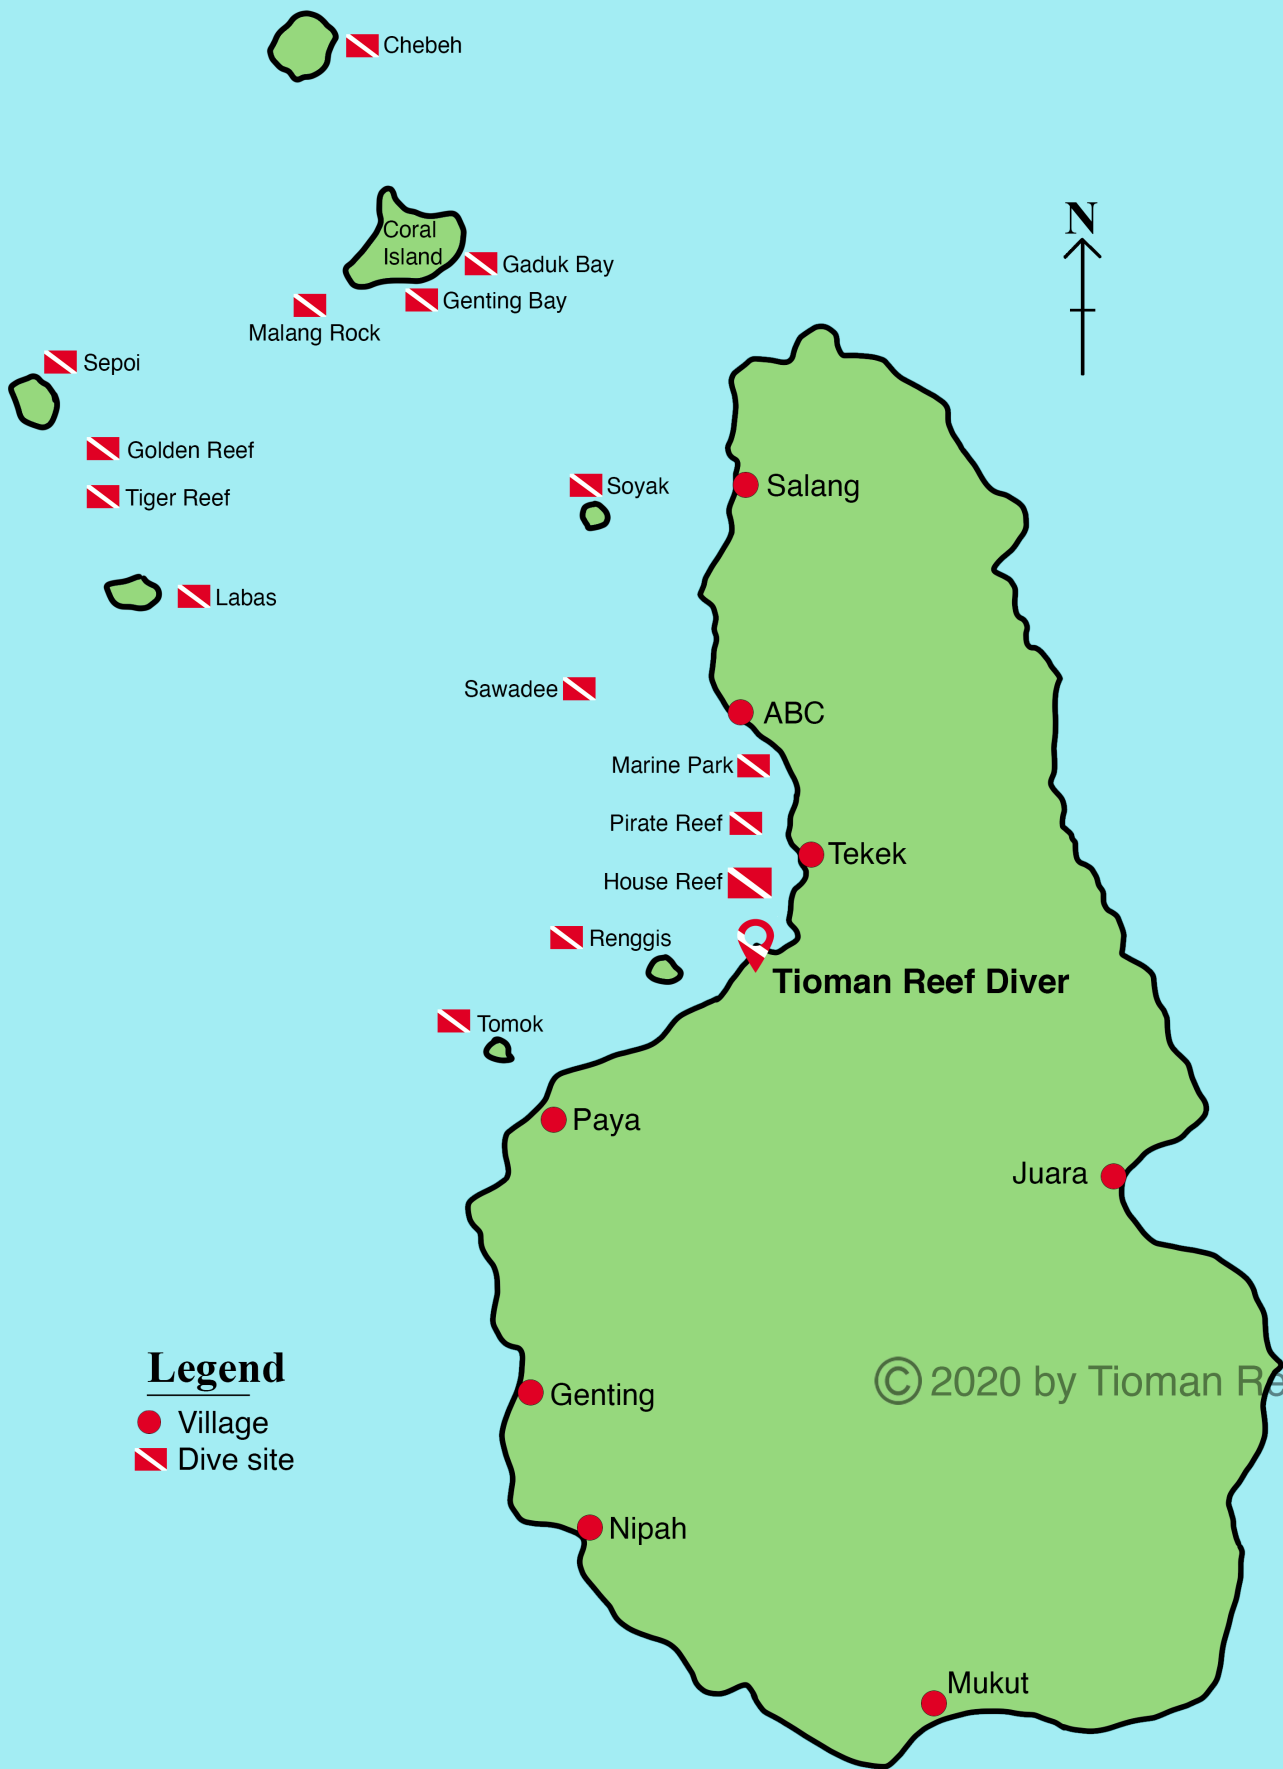 Chebeh
N
Coral
Island
Gaduk Bay
Genting Bay
Malang Rock
Sepoi
Golden Reef
Tiger Reef
Soyak
Salang
Labas
Sawadee
ABC
Marine Park
Pirate Reef
Tekek
House Reef
Renggis
Tioman Reef Diver
Tomok
Paya
Juara
Legend
Village
Dive site
© 2020 by Tioman Re
Genting
Nipah
Mukut